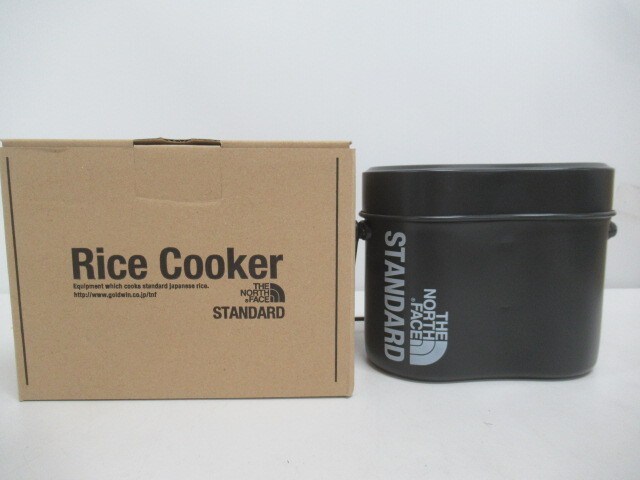 Rice Cooker
Equipment which cooks standard japanese rice.
http://www.goldwin.co.jp/tnf
THE
NORTH
FACE
STANDARD
THE
NORTH
FACE
STANDARD